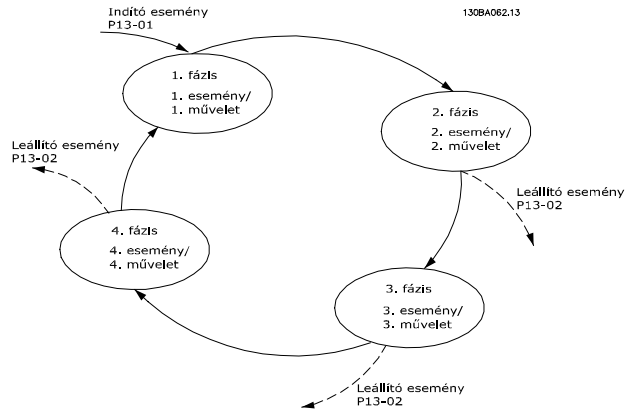 Indító esemény
P13-01
130BA062.13
1. fázis
1. esemény/
1. művelet
2. fázis
2. esemény/
2. művelet
Leállító esemény
P13-02
Leállító esemény
P13-02
4. fázis
4. esemény/
4. művelet
3. fázis
3. esemény/
3. művelet
Leállító esemény
P13-02